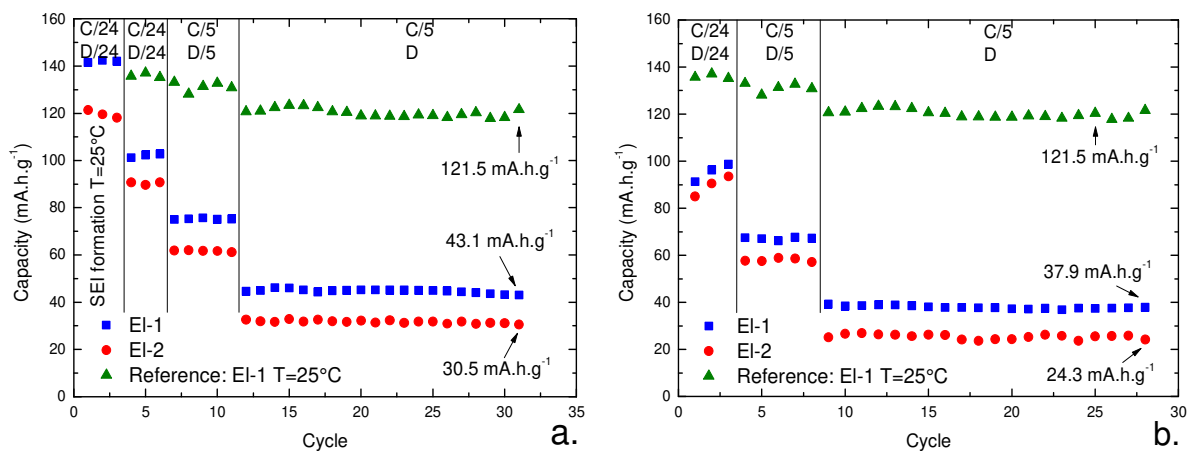 160
140
120
100
80
60
40
20
0
Capacity (mA.h.g-1)
C/24 C/24 C/5 C/5
D/24 D/24 D/5 D
SEI formation T=25°C
121.5 mA.h.g-1
43.1 mA.h.g-1
30.5 mA.h.g-1
El-1
El-2
Reference: El-1 T=25°C
0 5 10 15 20 25 30 35
Cycle
a.
160
140
120
100
80
60
40
20
0
Capacity (mA.h.g-1)
C/24 C/5 C/5
D/24 D/5 D
121.5 mA.h.g-1
37.9 mA.h.g-1
24.3 mA.h.g-1
El-1
El-2
Reference: El-1 T=25°C
0 5 10 15 20 25 30
Cycle
b.